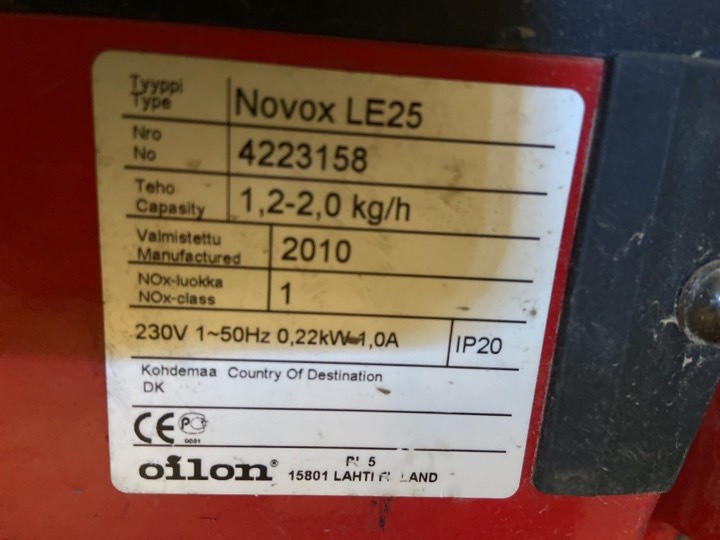 Tyyppi
Type
Novox LE25
Nro
No
4223158
Teho
Capasity
1,2-2,0 kg/h
Valmistettu
Manufactured
2010
NOx-luokka
NOx-class
1
230V 1~50Hz 0,22kW 1,0A
IP20
Kohdemaa Country Of Destination
DK
CE
oilon®
5
15801 LAHTI